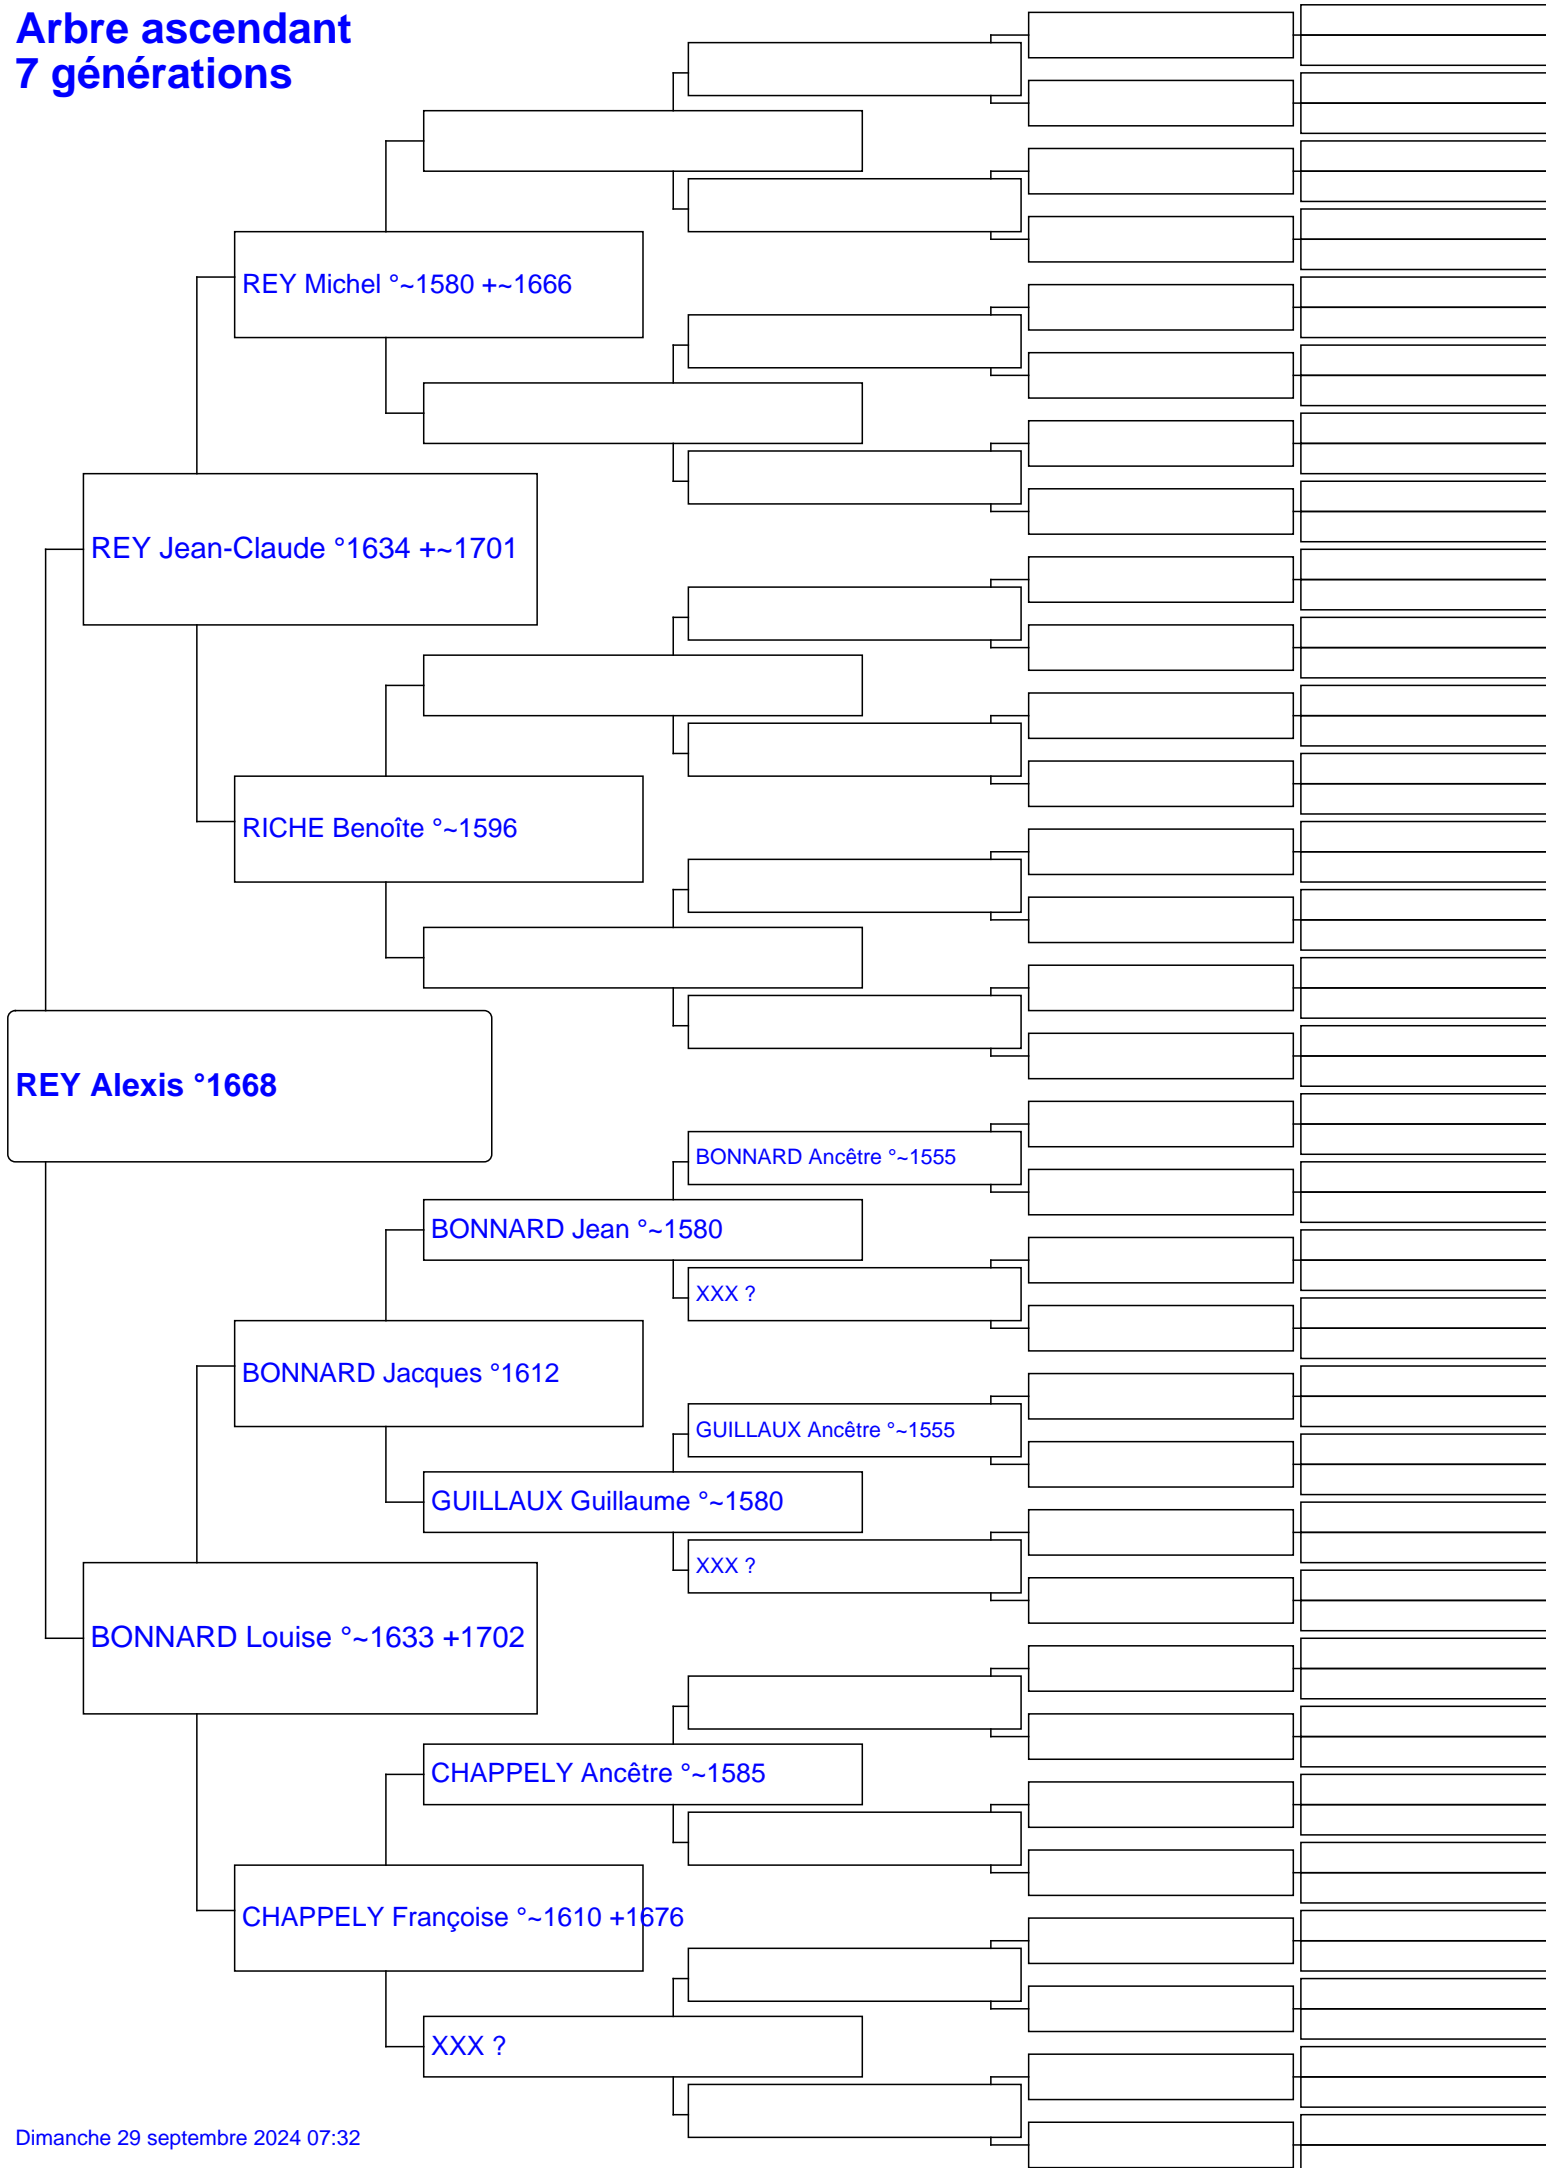 Arbre ascendant
7 générations
REY Michel °~1580 +~1666
REY Jean-Claude °1634 +~1701
RICHE Benoîte °~1596
REY Alexis °1668
BONNARD Ancêtre °~1555
BONNARD Jean °~1580
XXX ?
BONNARD Jacques °1612
GUILLAUX Ancêtre °~1555
GUILLAUX Guillaume °~1580
XXX ?
BONNARD Louise °~1633 +1702
CHAPPELY Ancêtre °~1585
CHAPPELY Françoise °~1610 +1676
XXX ?
Dimanche 29 septembre 2024 07:32